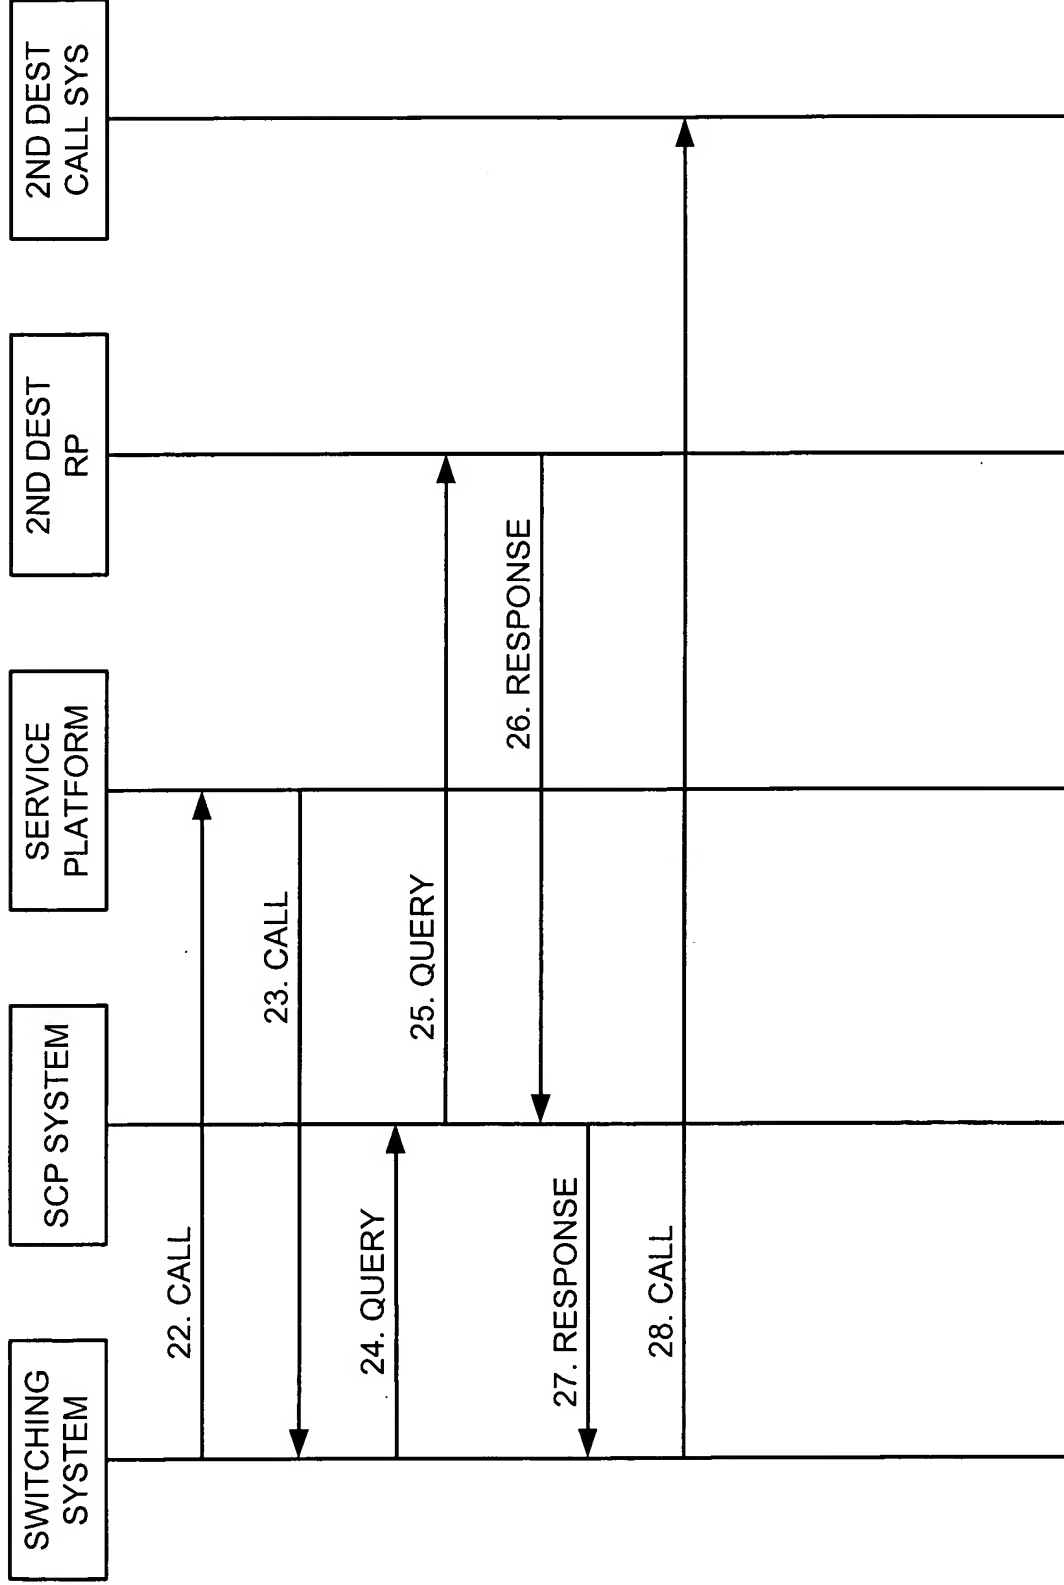 SWITCHING
SYSTEM
SCP SYSTEM
SERVICE
PLATFORM
2ND DEST
RP
2ND DEST
CALL SYS
22. CALL
23. CALL
24. QUERY
25. QUERY
26. RESPONSE
27. RESPONSE
28. CALL